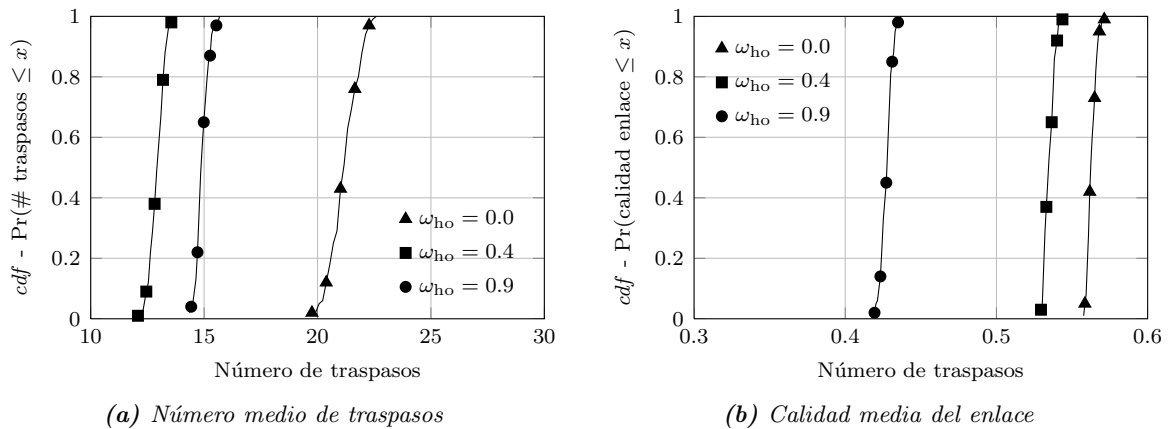 cdf - Pr(# traspasos ≤ x)
1
0.8
0.6
0.4
0.2
0
10
15
20
25
30
ω_ho = 0.0
ω_ho = 0.4
ω_ho = 0.9
Número de traspasos
(a) Número medio de traspasos
cdf - Pr(calidad enlace ≤ x)
1
0.8
0.6
0.4
0.2
0
0.3
0.4
0.5
0.6
ω_ho = 0.0
ω_ho = 0.4
ω_ho = 0.9
Número de traspasos
(b) Calidad media del enlace